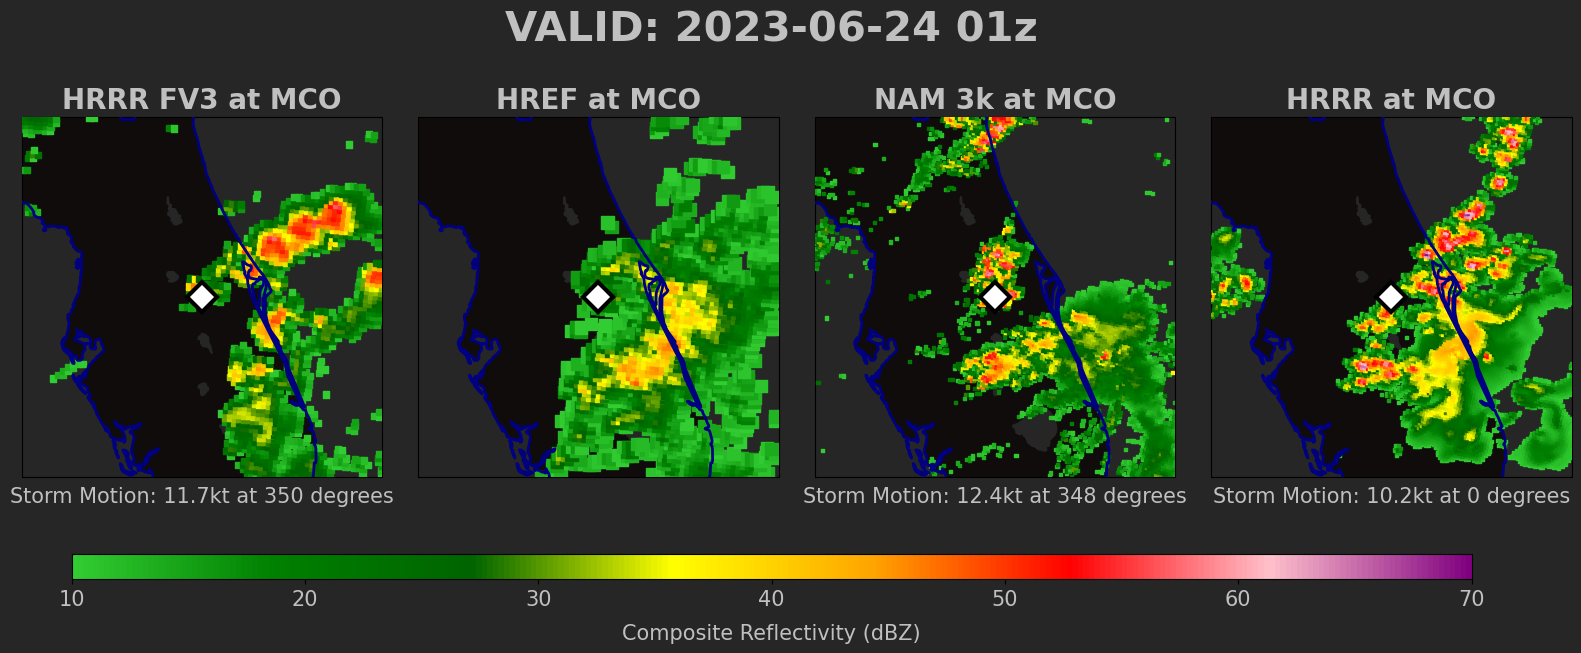 VALID: 2023-06-24 01z
HRRR FV3 at MCO
HREF at MCO
NAM 3k at MCO
HRRR at MCO
Storm Motion: 11.7kt at 350 degrees
Storm Motion: 12.4kt at 348 degrees
Storm Motion: 10.2kt at 0 degrees
10 20 30 40 50 60 70
Composite Reflectivity (dBZ)